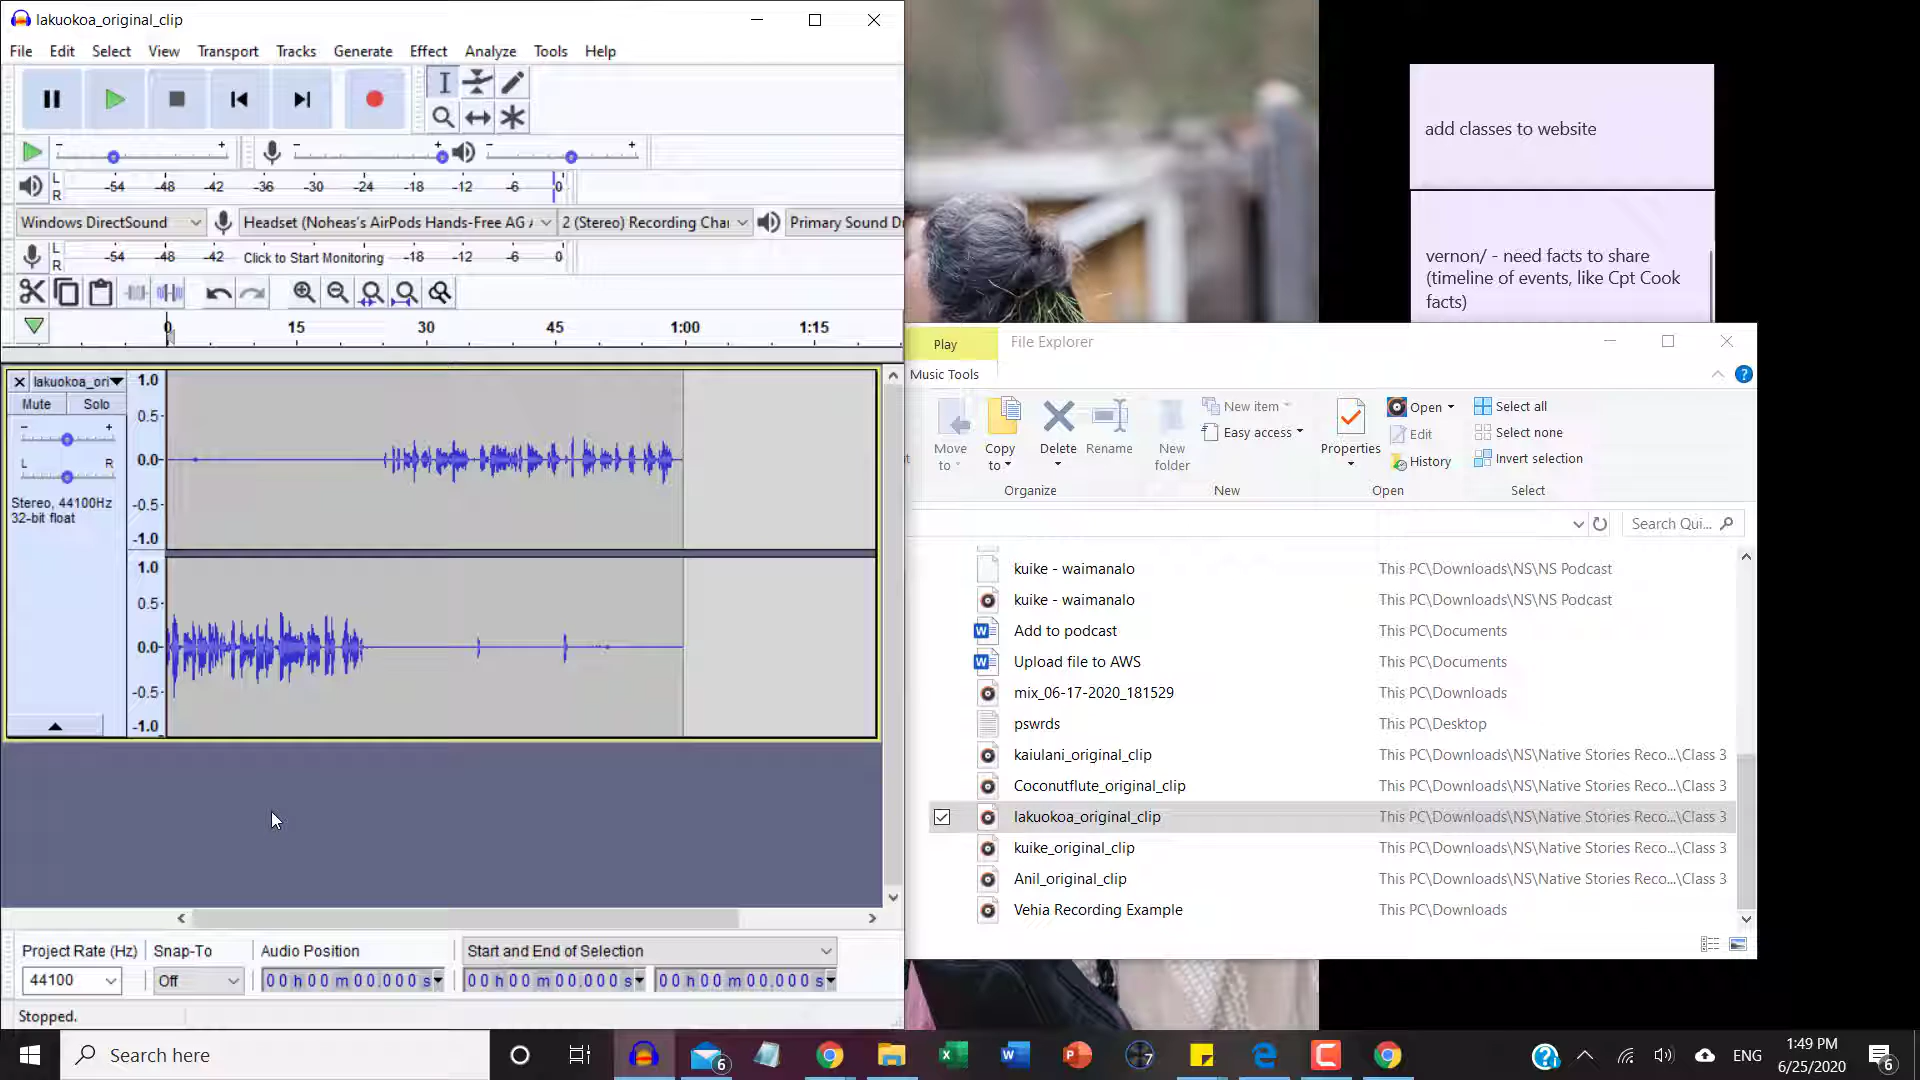 lakuokoa_original_clip
File Edit Select View Transport Tracks Generate Effect Analyze Tools Help
L
R
-54 -48 -42 -36 -30 -24 -18 -12 -6 0
Windows DirectSound
Headset (Noheas's AirPods Hands-Free AG
2 (Stereo) Recording Chai
Primary Sound D
L
R
-54 -48 -42 Click to Start Monitoring -18 -12 -6 0
0 15 30 45 1:00 1:15
lakuokoa_ori
Mute Solo
L R
Stereo, 44100Hz
32-bit float
1.0
0.5
0.0
-0.5
-1.0
1.0
0.5
0.0
-0.5
-1.0
Project Rate (Hz) Snap-To Audio Position Start and End of Selection
44100 Off 00 h 00 m 00.000 s 00 h 00 m 00.000 s 00 h 00 m 00.000 s
Stopped.
add classes to website
vernon/ - need facts to share
(timeline of events, like Cpt Cook
facts)
Play File Explorer
Music Tools
Move
to
Copy
to
Delete
Rename
New
folder
New item
Easy access
Properties
Open
Edit
History
Select all
Select none
Invert selection
Organize New Open Select
Search Qui...
kuike - waimanalo This PC\Downloads\NS\NS Podcast
kuike - waimanalo This PC\Downloads\NS\NS Podcast
Add to podcast This PC\Documents
Upload file to AWS This PC\Documents
mix_06-17-2020_181529 This PC\Downloads
pswrds This PC\Desktop
kaiulani_original_clip This PC\Downloads\NS\Native Stories Reco...\Class 3
Coconutflute_original_clip This PC\Downloads\NS\Native Stories Reco...\Class 3
lakuokoa_original_clip This PC\Downloads\NS\Native Stories Reco...\Class 3
kuike_original_clip This PC\Downloads\NS\Native Stories Reco...\Class 3
Anil_original_clip This PC\Downloads\NS\Native Stories Reco...\Class 3
Vehia Recording Example This PC\Downloads
Search here
6
7
ENG
1:49 PM
6/25/2020
6